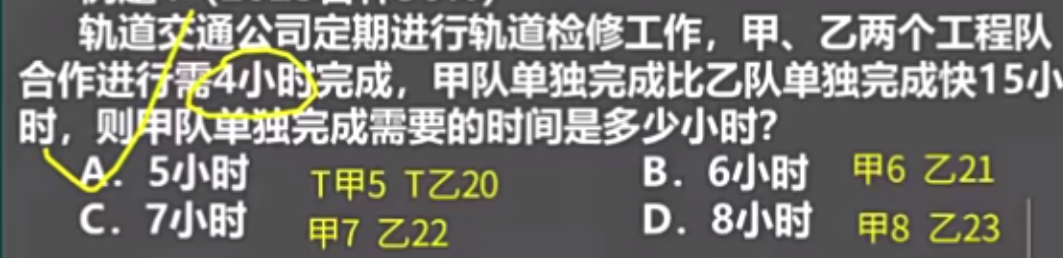 轨道交通公司定期进行轨道检修工作，甲、乙两个工程队
合作进行需4小时完成，甲队单独完成比乙队单独完成快15小
时，则甲队单独完成需要的时间是多少小时？
A．5小时 T甲5 T乙20 B．6小时 甲6 乙21
C．7小时 甲7 乙22 D．8小时 甲8 乙23